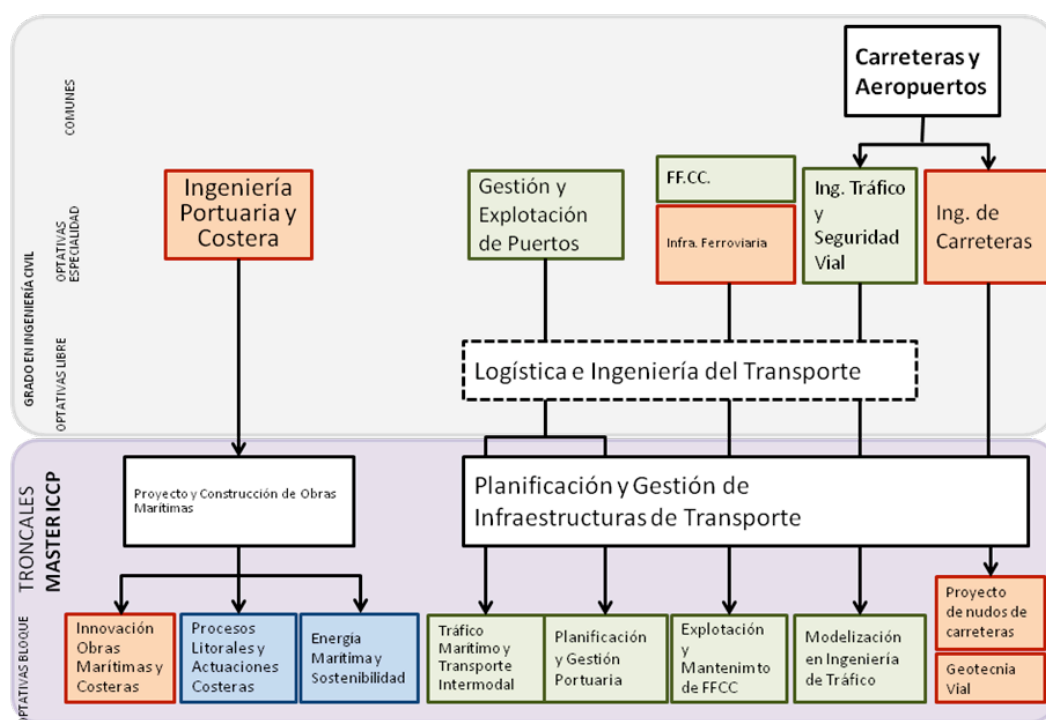 Carreteras y
Aeropuertos
COMUNES
Ingeniería
Portuaria y
Costera
Gestión y
Explotación
de Puertos
FF.CC.
Infra. Ferroviaria
Ing. Tráfico
y
Seguridad
Vial
Ing. de
Carreteras
OPTATIVAS
ESPECIALIDAD
GRADO EN INGENIERÍA CIVIL
OPTATIVAS LIBRE
Logística e Ingeniería del Transporte
TRONCALES
MASTER ICCP
Proyecto y Construcción de Obras
Marítimas
Planificación y Gestión de
Infraestructuras de Transporte
OPTATIVAS BLOQUE
Innovación
Obras
Marítimas y
Costeras
Procesos
Litorales y
Actuaciones
Costeras
Energía
Marítima y
Sostenibilidad
Tráfico
Marítimo y
Transporte
Intermodal
Planificación
y Gestión
Portuaria
Explotación
y
Mantenimto
de FFCC
Modelización
en Ingeniería
de Tráfico
Proyecto
de nudos de
carreteras
Geotecnia
Vial